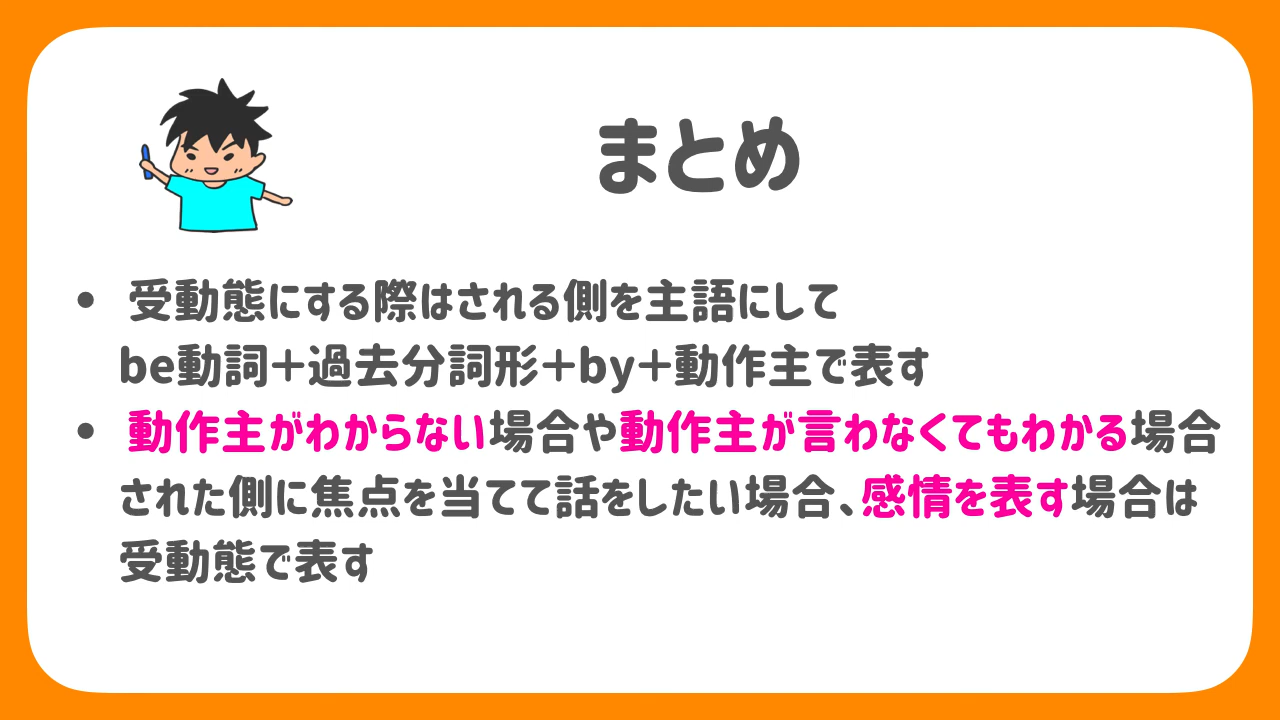 まとめ
• 受動態にする際はされる側を主語にして
be動詞+過去分詞形+by+動作主で表す
• 動作主がわからない場合や動作主が言わなくてもわかる場合
された側に焦点を当てて話をしたい場合、感情を表す場合は
受動態で表す